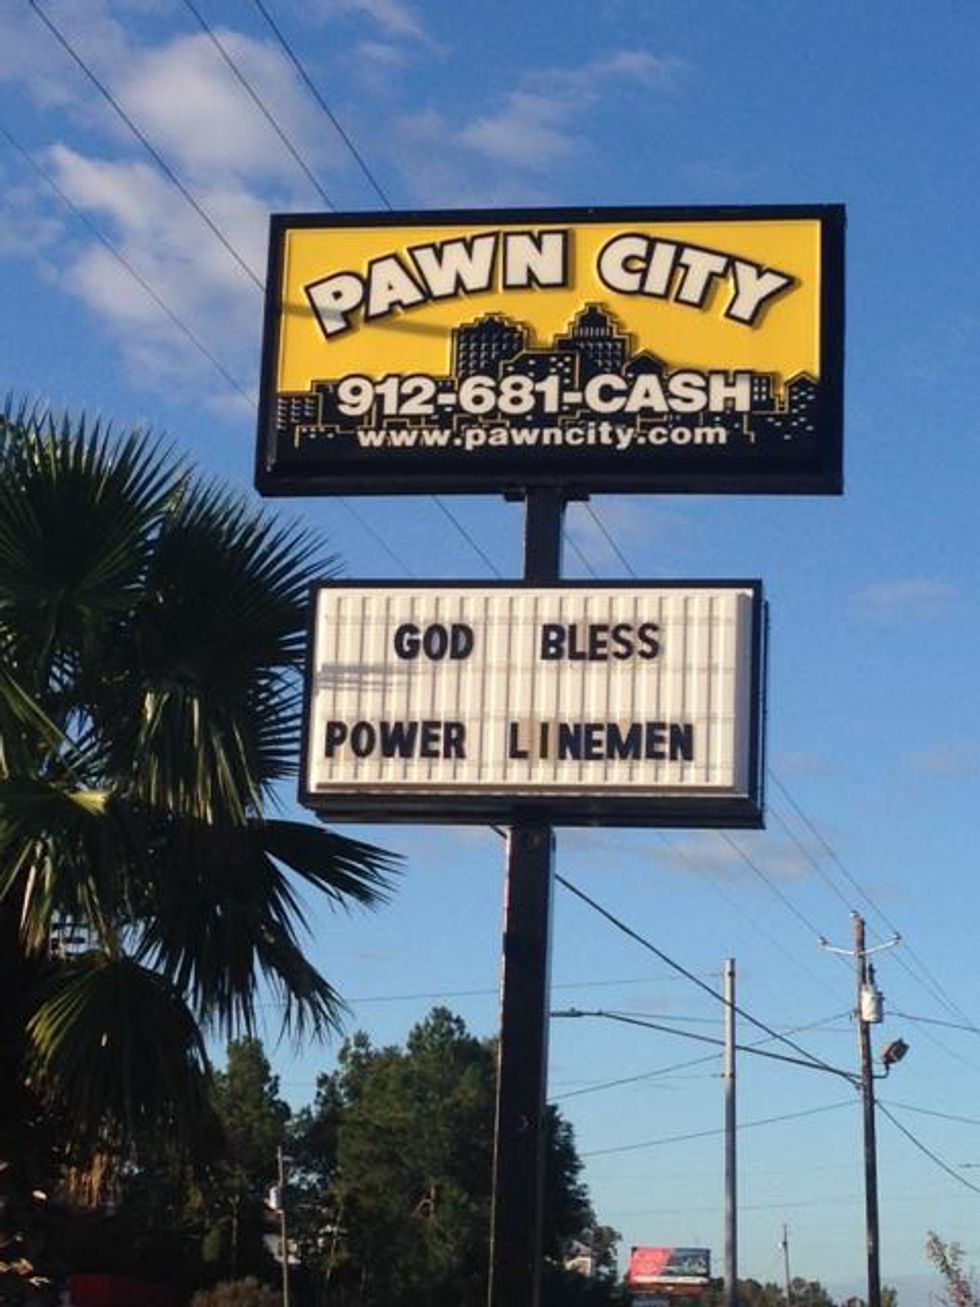 PAWN CITY
912-681-CASH
www.pawncity.com
GOD BLESS
POWER LINEMEN